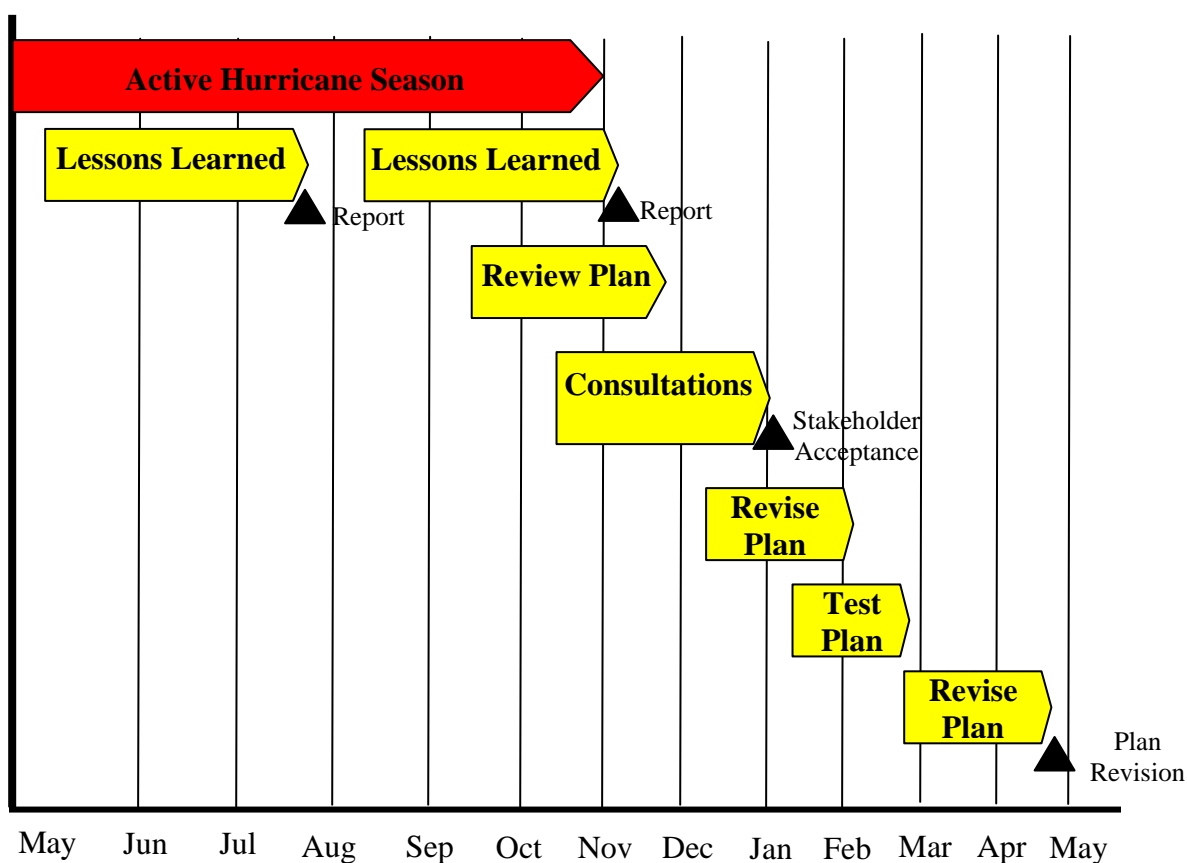 Active Hurricane Season
Lessons Learned
Lessons Learned
Report
Report
Review Plan
Consultations
Stakeholder
Acceptance
Revise
Plan
Test
Plan
Revise
Plan
Plan
Revision
May Jun Jul Aug Sep Oct Nov Dec Jan Feb Mar Apr May